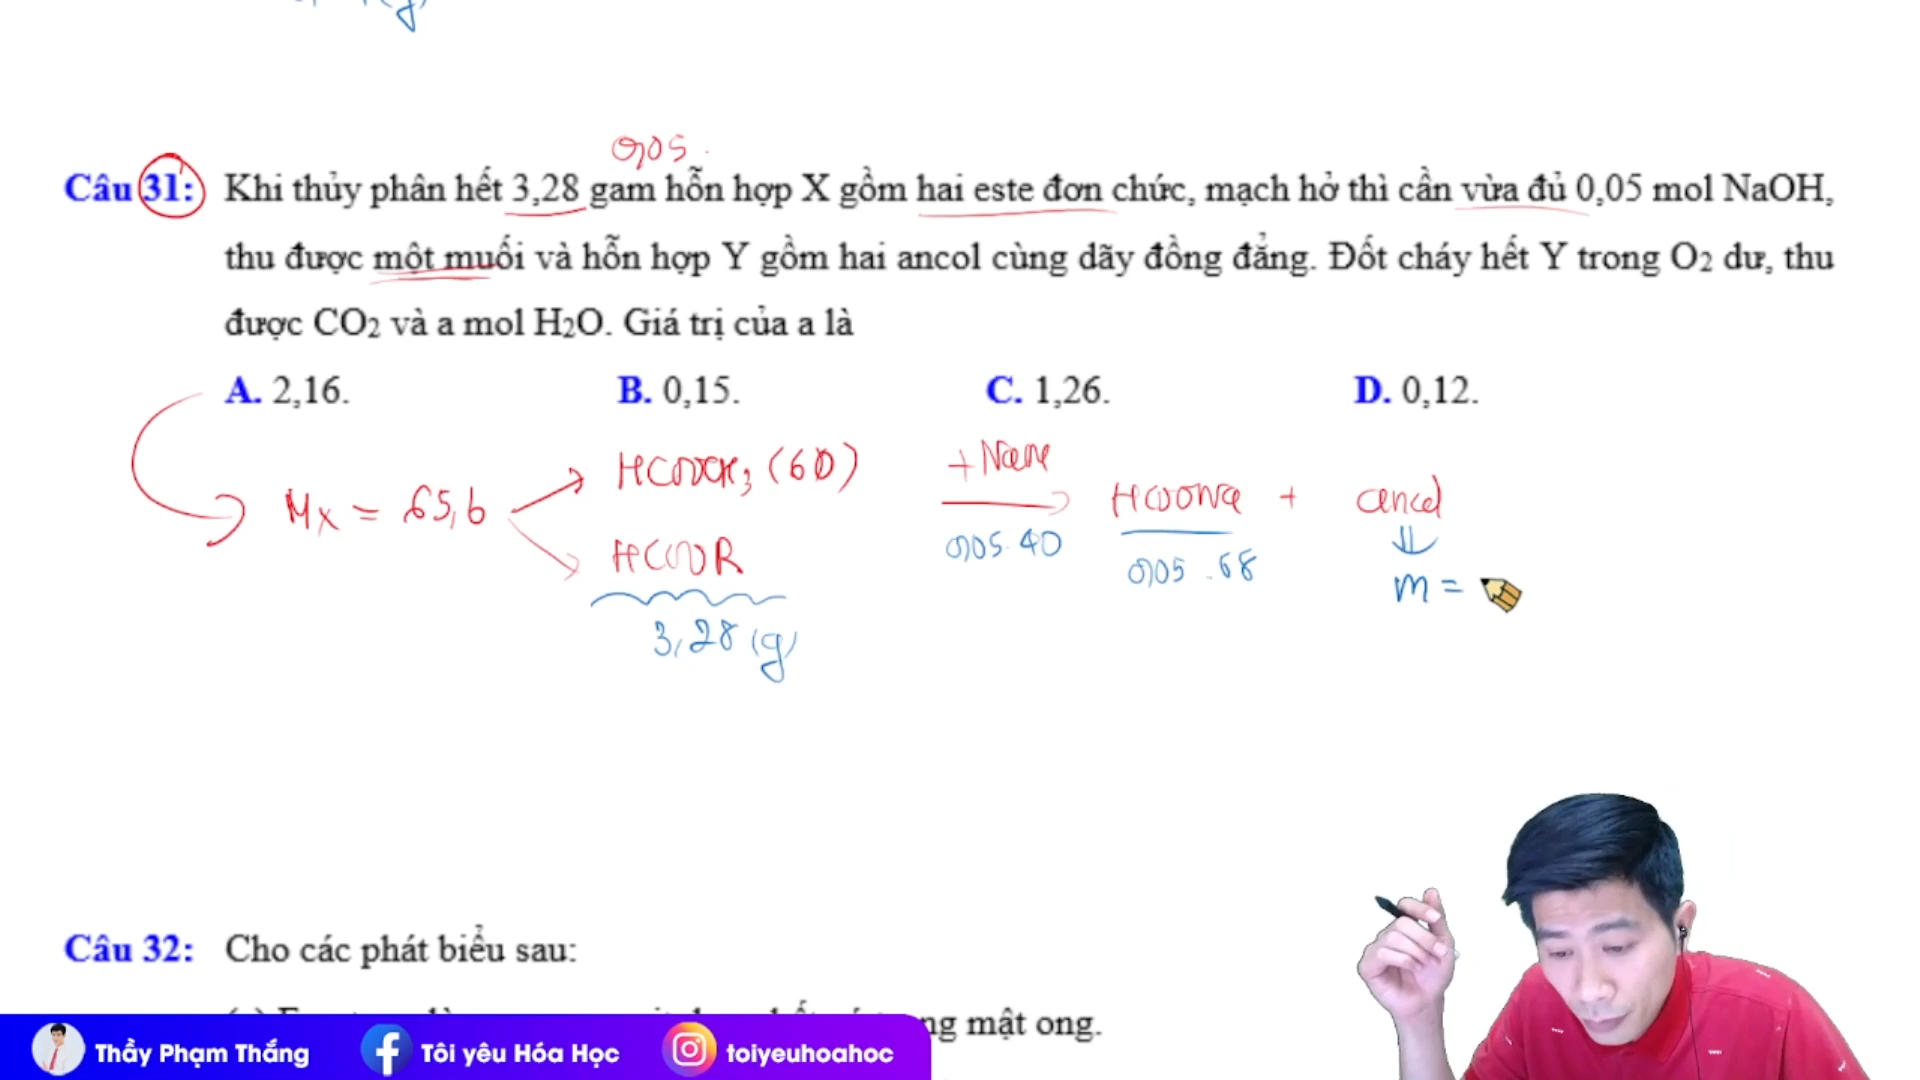 0,05
Câu 31: Khi thủy phân hết 3,28 gam hỗn hợp X gồm hai este đơn chức, mạch hở thì cần vừa đủ 0,05 mol NaOH,
thu được một muối và hỗn hợp Y gồm hai ancol cùng dãy đồng đẳng. Đốt cháy hết Y trong O2 dư, thu
được CO2 và a mol H2O. Giá trị của a là
A. 2,16. B. 0,15. C. 1,26. D. 0,12.
HCOOCH3 (60) + NaOH
Mx = 65,6 HCOONa + ancol
HCOOR 0,05.40 0,05.68 m =
3,28 (g)
Câu 32: Cho các phát biểu sau:
ng mật ong.
Thầy Phạm Thắng Tôi yêu Hóa Học toiyeuhoahoc